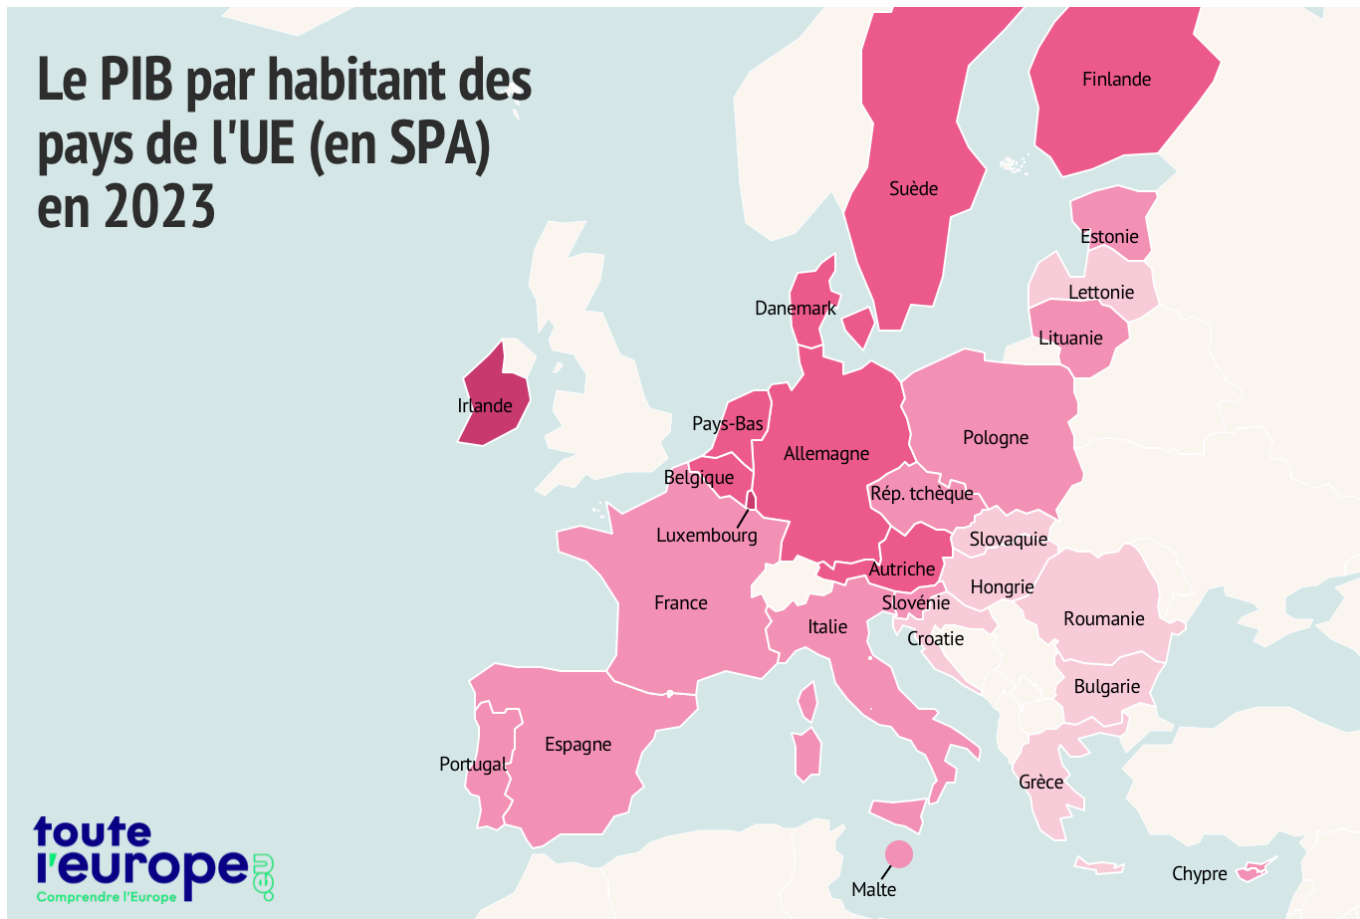 Le PIB par habitant des
pays de l'UE (en SPA)
en 2023
Finlande
Suède
Estonie
Lettonie
Danemark
Lituanie
Irlande
Pays-Bas
Pologne
Allemagne
Belgique
Rép. tchèque
Luxembourg
Slovaquie
Autriche
Hongrie
France
Slovénie
Italie
Roumanie
Croatie
Bulgarie
Espagne
Portugal
Grèce
Chypre
Malte
toute
l'europe
.eu
Comprendre l'Europe